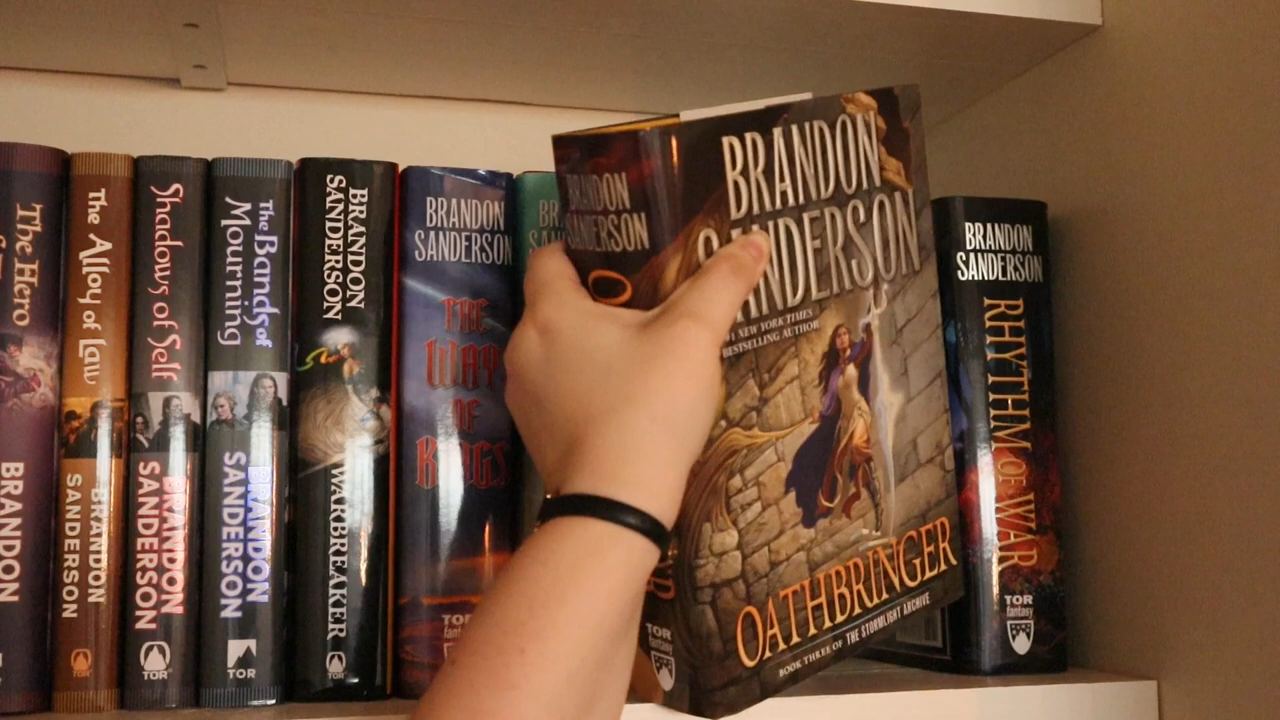 The Hero
BRANDON
The Alloy of Law
BRANDON
SANDERSON
TOR
Shadows of Self
BRANDON
SANDERSON
TOR
The Bands of
Mourning
BRANDON
SANDERSON
TOR
BRANDON
SANDERSON
WARBREAKER
TOR
BRANDON
SANDERSON
THE
WAY
OF
KINGS
TOR
BRANDON
SANDERSON
TOR
fantasy
BRANDON
SANDERSON
#1 NEW YORK TIMES
BESTSELLING AUTHOR
OATHBRINGER
BOOK THREE OF THE STORMLIGHT ARCHIVE
BRANDON
SANDERSON
RHYTHM OF WAR
TOR
fantasy